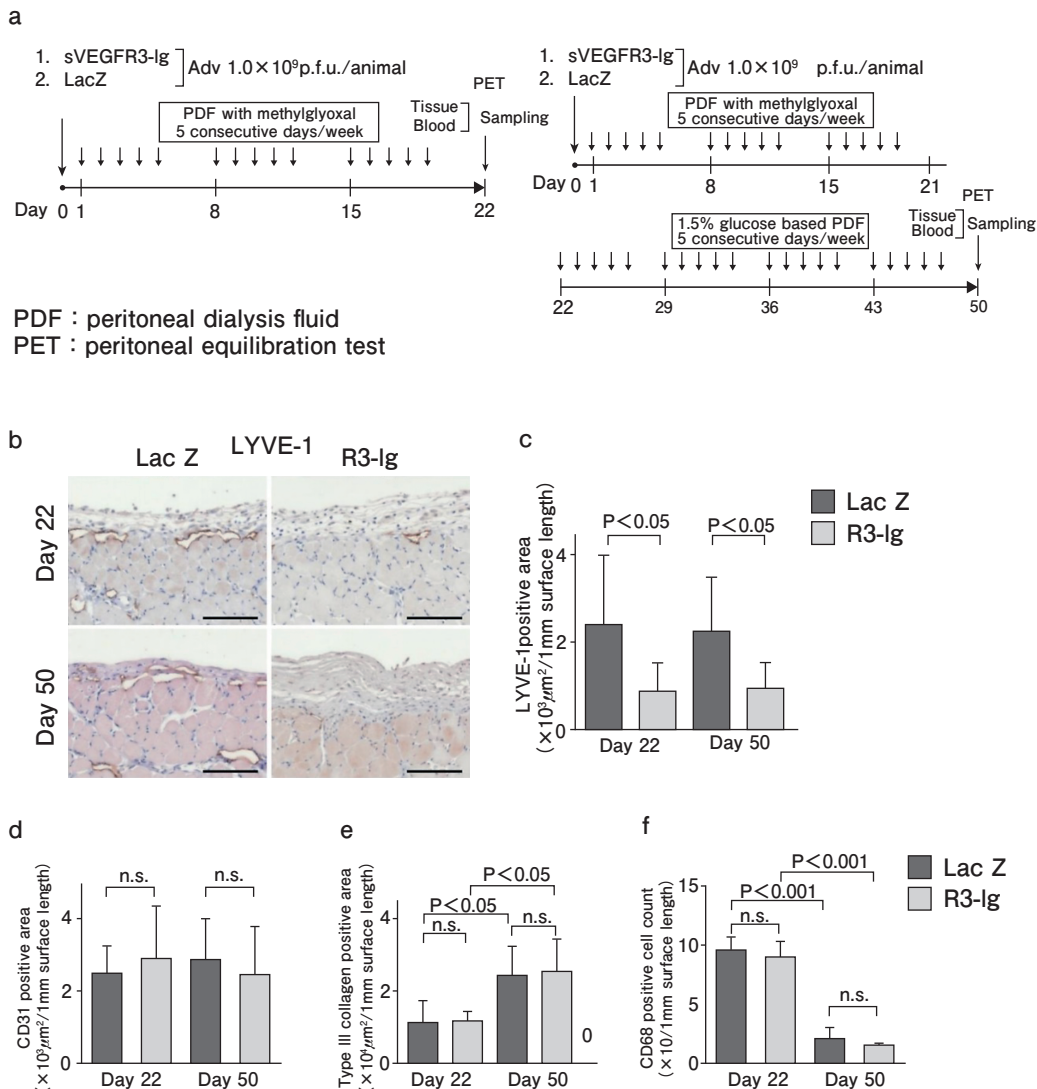 a
1. sVEGFR3-Ig
2. LacZ
Adv 1.0×10⁹p.f.u./animal
PDF with methylglyoxal
5 consecutive days/week
PET
Tissue
Blood
Sampling
Day 0 1 8 15 22
1. sVEGFR3-Ig
2. LacZ
Adv 1.0×10⁹ p.f.u./animal
PDF with methylglyoxal
5 consecutive days/week
Day 0 1 8 15 21
PET
Tissue
Blood
Sampling
1.5% glucose based PDF
5 consecutive days/week
22 29 36 43 50
PDF : peritoneal dialysis fluid
PET : peritoneal equilibration test
b
LYVE-1
Lac Z R3-Ig
Day 22
Day 50
c
LYVE-1positive area
(×10³μm²/1mm surface length)
4
2
0
P<0.05 P<0.05
Day 22 Day 50
Lac Z
R3-Ig
d
CD31 positive area
(×10³μm²/1mm surface length)
4
2
0
n.s. n.s.
Day 22 Day 50
e
Type III collagen positive area
(×10⁴μm²/1mm surface length)
4
2
0
P<0.05
P<0.05
n.s. n.s.
0
Day 22 Day 50
f
CD68 positive cell count
(×10/1mm surface length)
15
10
5
0
P<0.001
P<0.001
n.s.
n.s.
Day 22 Day 50
Lac Z
R3-Ig